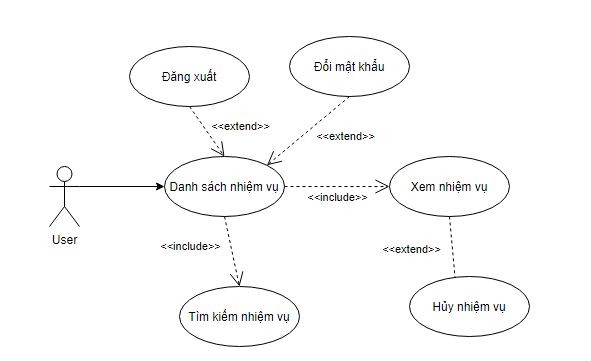 Đăng xuất
Đổi mật khẩu
<<extend>>
<<extend>>
Danh sách nhiệm vụ
<<include>>
Xem nhiệm vụ
User
<<include>>
<<extend>>
Tìm kiếm nhiệm vụ
Hủy nhiệm vụ